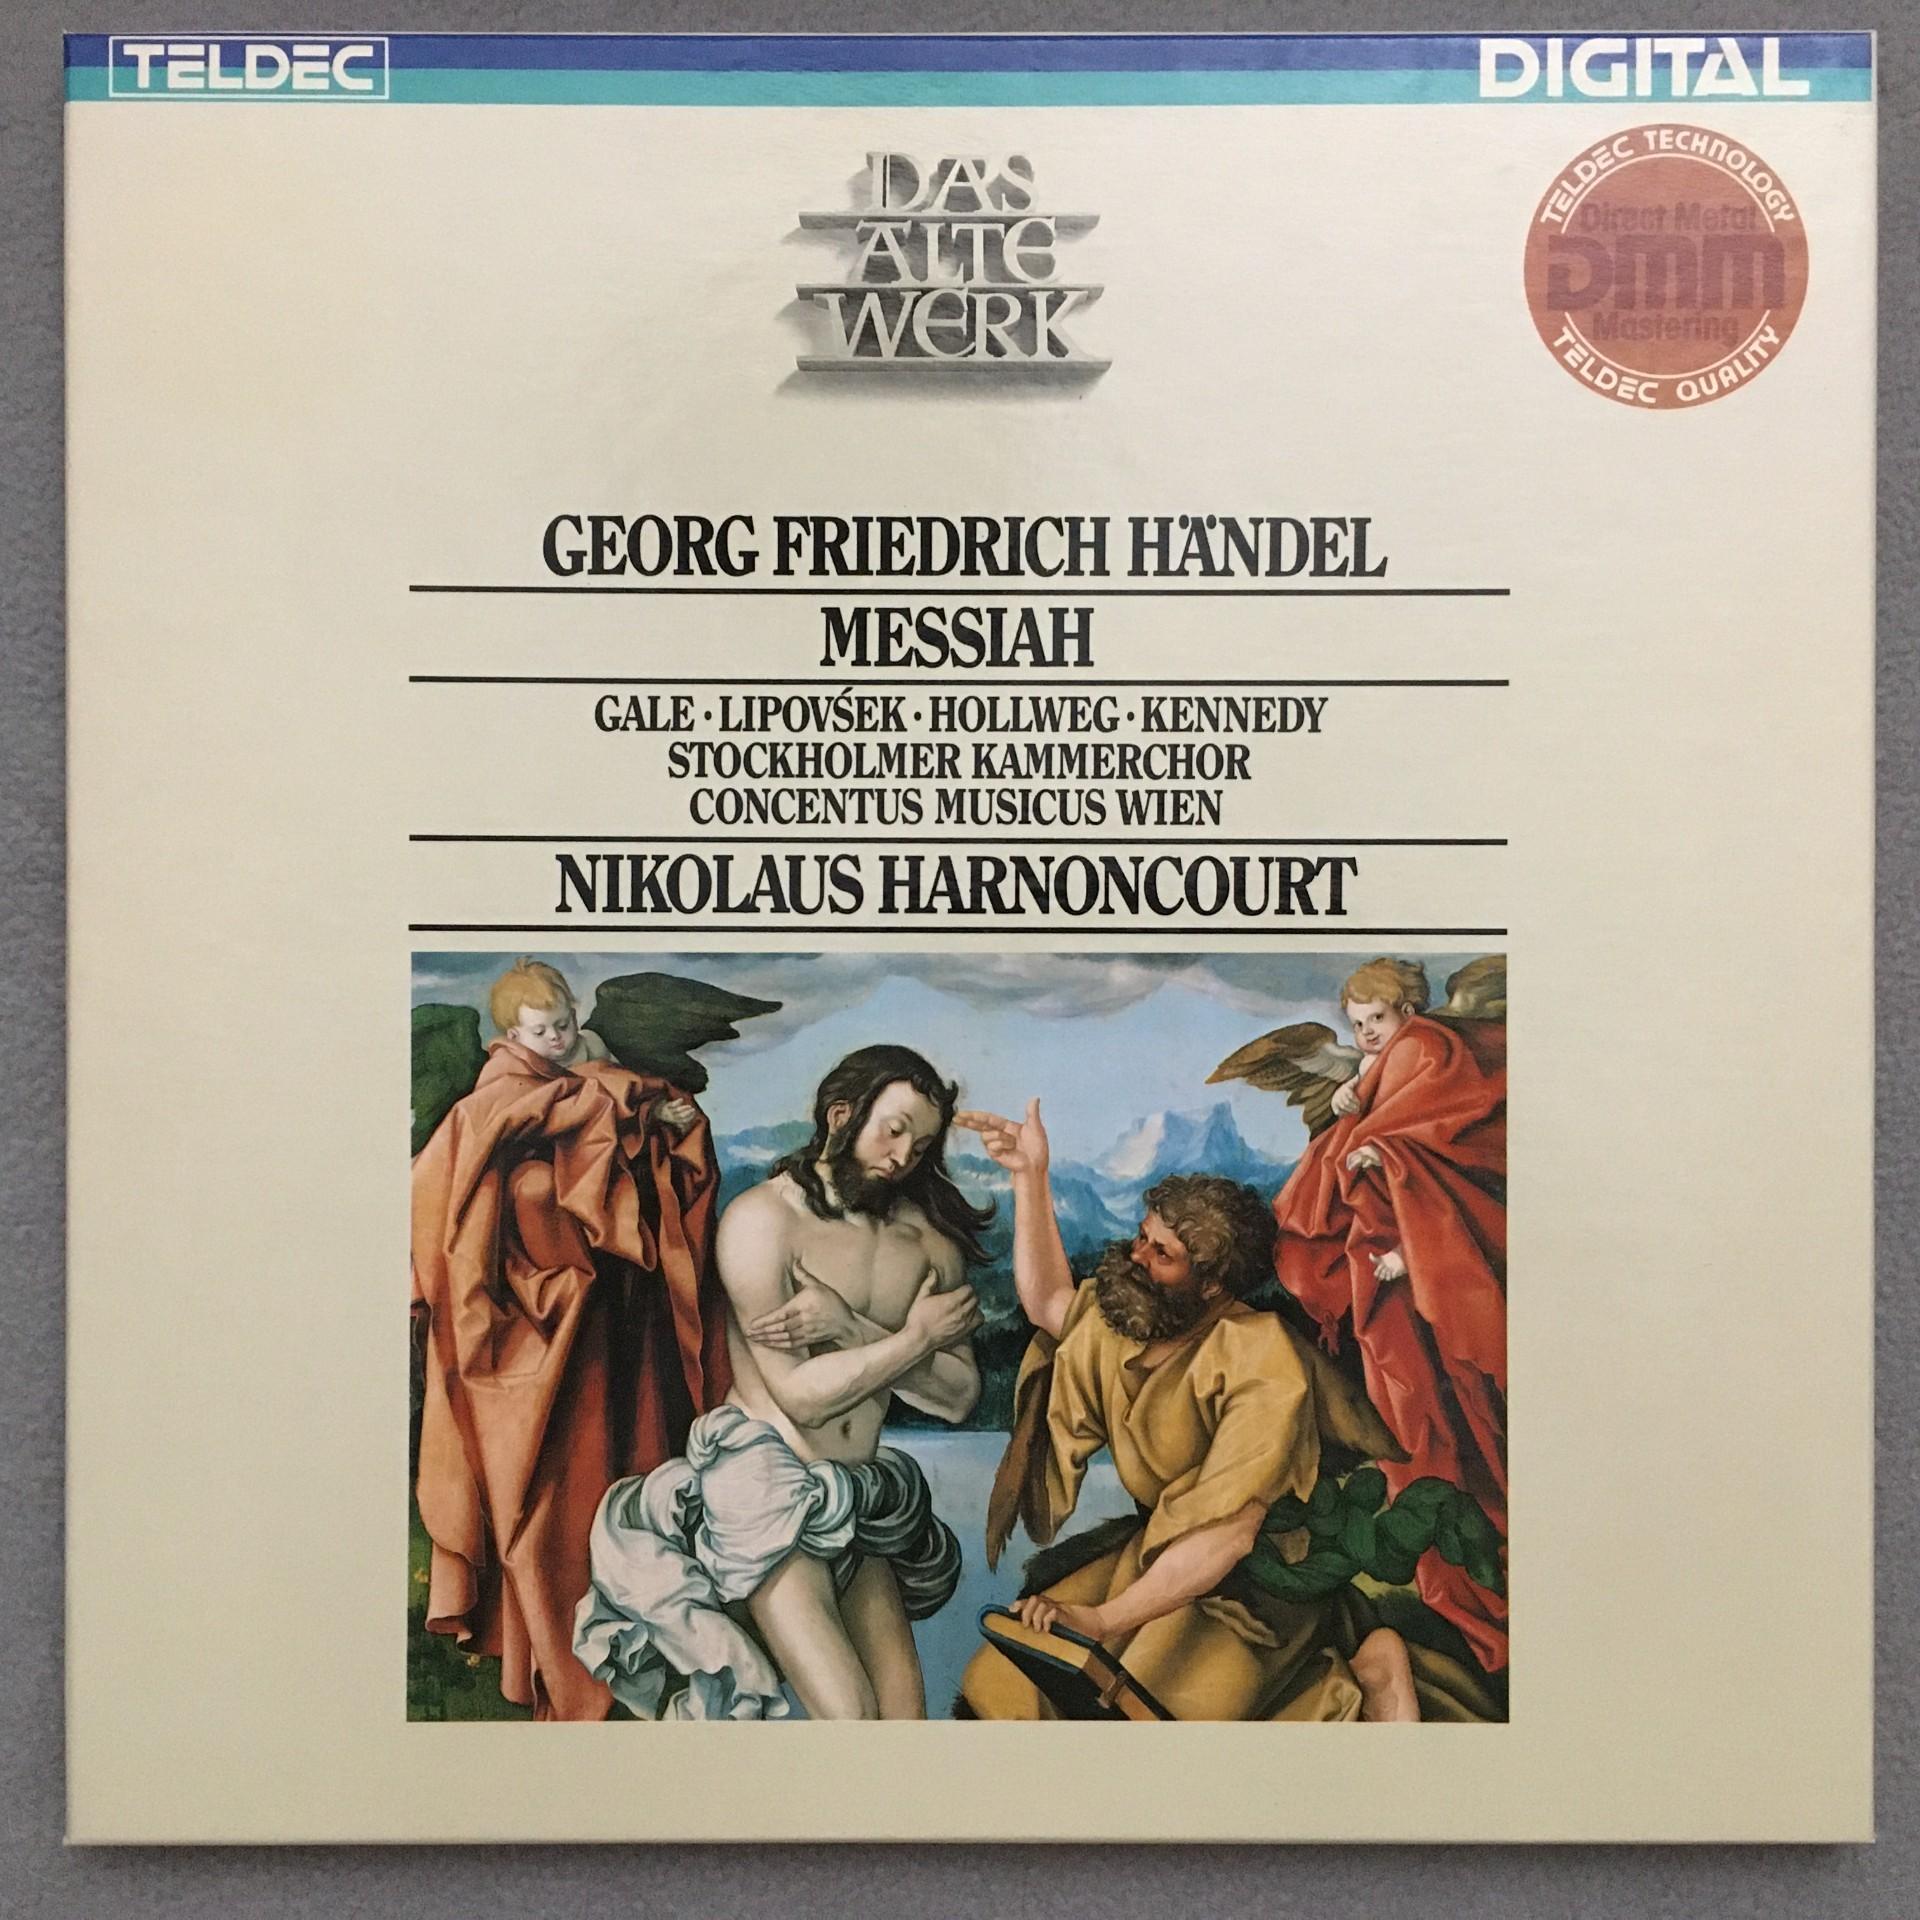 TELDEC
DIGITAL
DAS
ALTE
WERK
TELDEC TECHNOLOGY
Direct Metal
DMM
Mastering
TELDEC QUALITY
GEORG FRIEDRICH HÄNDEL
MESSIAH
GALE · LIPOVŚEK · HOLLWEG · KENNEDY
STOCKHOLMER KAMMERCHOR
CONCENTUS MUSICUS WIEN
NIKOLAUS HARNONCOURT